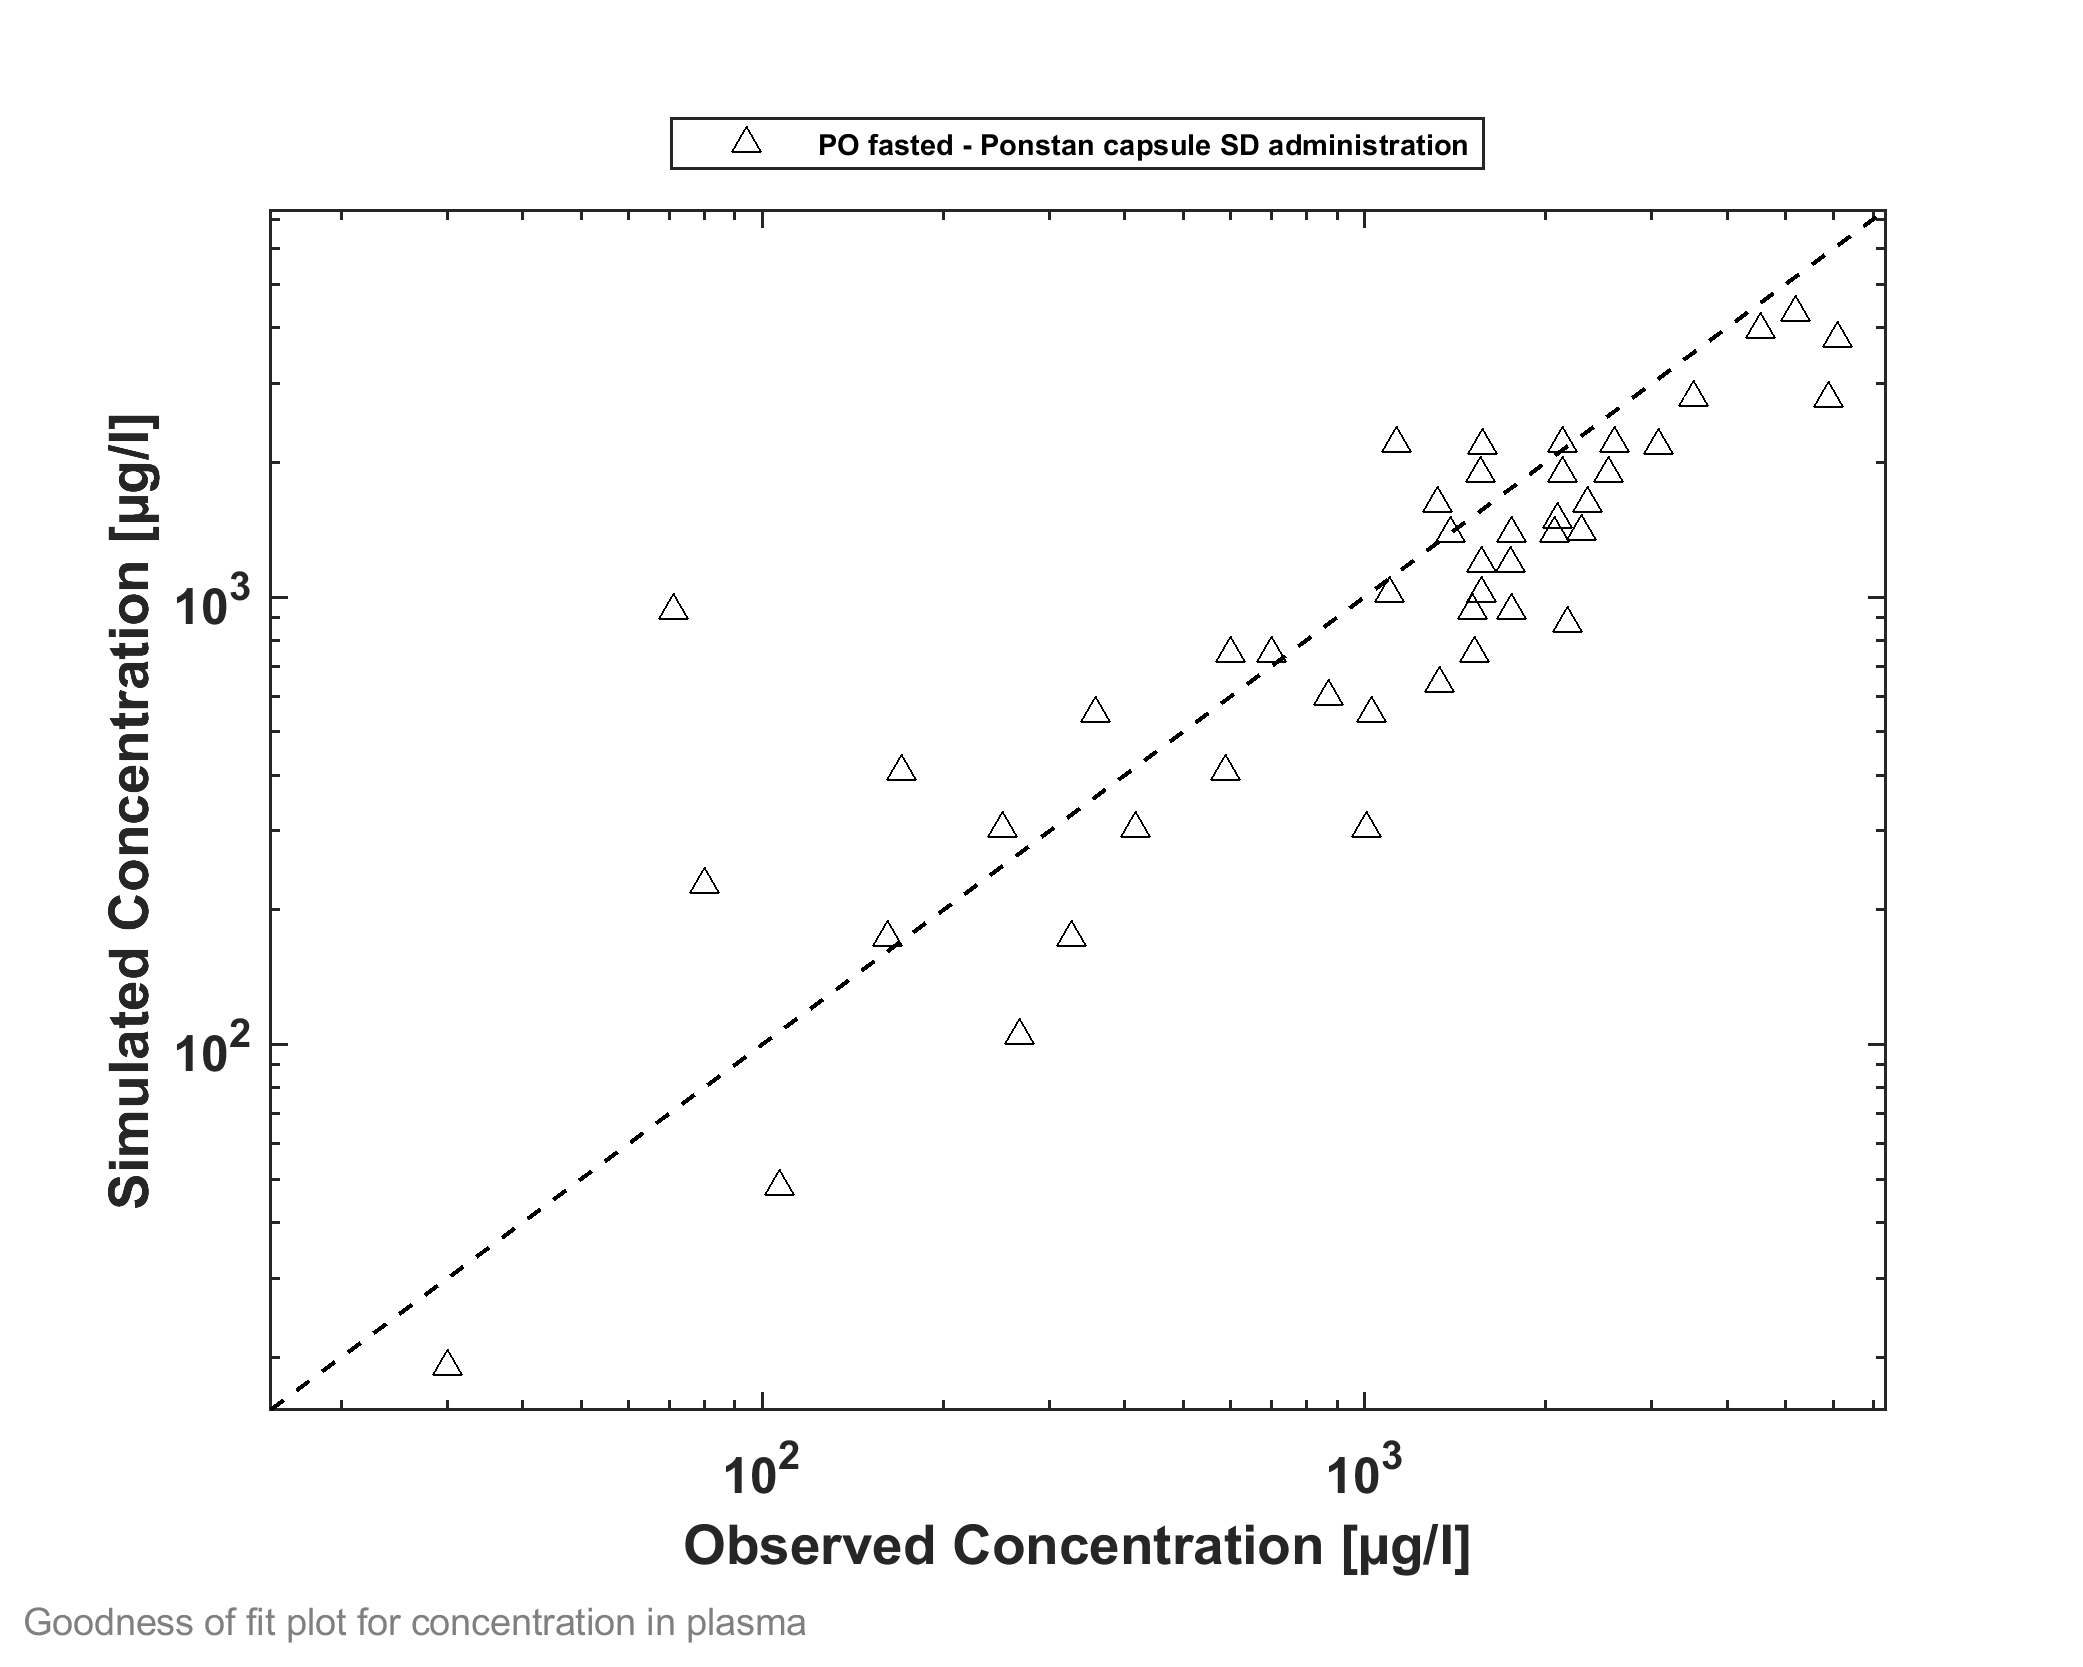 PO fasted - Ponstan capsule SD administration
Simulated Concentration [µg/l]
10³
10²
10²
10³
Observed Concentration [µg/l]
Goodness of fit plot for concentration in plasma